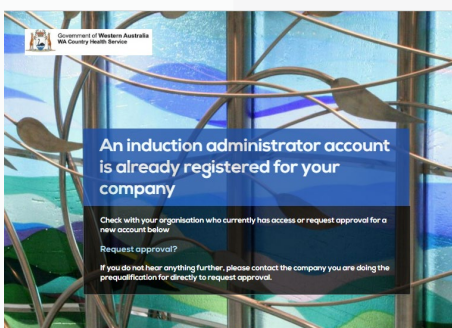 Government of Western Australia
WA Country Health Service
An induction administrator account
is already registered for your
company
Check with your organisation who currently has access or request approval for a
new account below
Request approval?
If you do not hear anything further, please contact the company you are doing the
prequalification for directly to request approval.